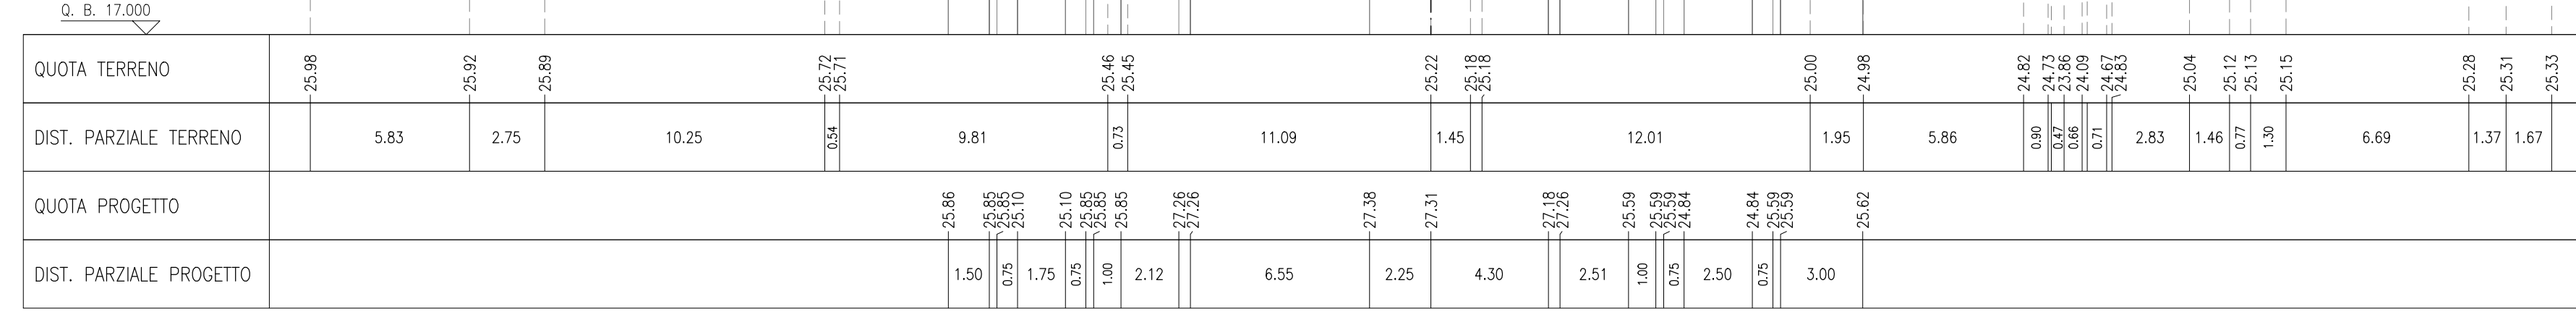 Q. B. 17.000
QUOTA TERRENO 25.98 25.92 25.89 25.72 25.71 25.46 25.45 25.22 25.18 25.18 25.00 24.98 24.82 24.73 23.86 24.09 24.67 24.83 25.04 25.12 25.13 25.15 25.28 25.31 25.33
DIST. PARZIALE TERRENO 5.83 2.75 10.25 0.54 9.81 0.73 11.09 1.45 12.01 1.95 5.86 0.90 0.47 0.66 0.71 2.83 1.46 0.77 1.30 6.69 1.37 1.67
QUOTA PROGETTO 25.86 25.85 25.85 25.10 25.10 25.85 25.85 25.85 27.26 27.26 27.38 27.31 27.18 27.26 25.59 25.59 25.59 24.84 24.84 25.59 25.59 25.62
DIST. PARZIALE PROGETTO 1.50 0.75 1.75 0.75 1.00 2.12 6.55 2.25 4.30 2.51 1.00 0.75 2.50 0.75 3.00